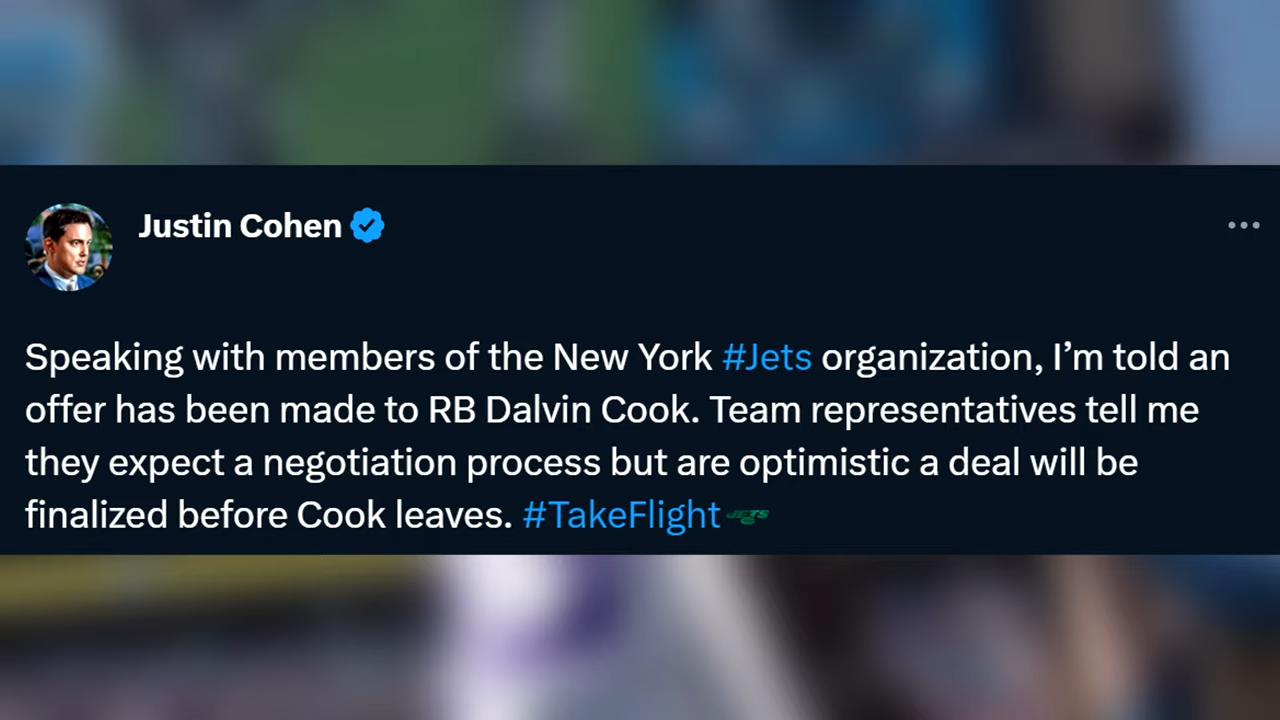 Justin Cohen
Speaking with members of the New York #Jets organization, I’m told an
offer has been made to RB Dalvin Cook. Team representatives tell me
they expect a negotiation process but are optimistic a deal will be
finalized before Cook leaves. #TakeFlight JETS